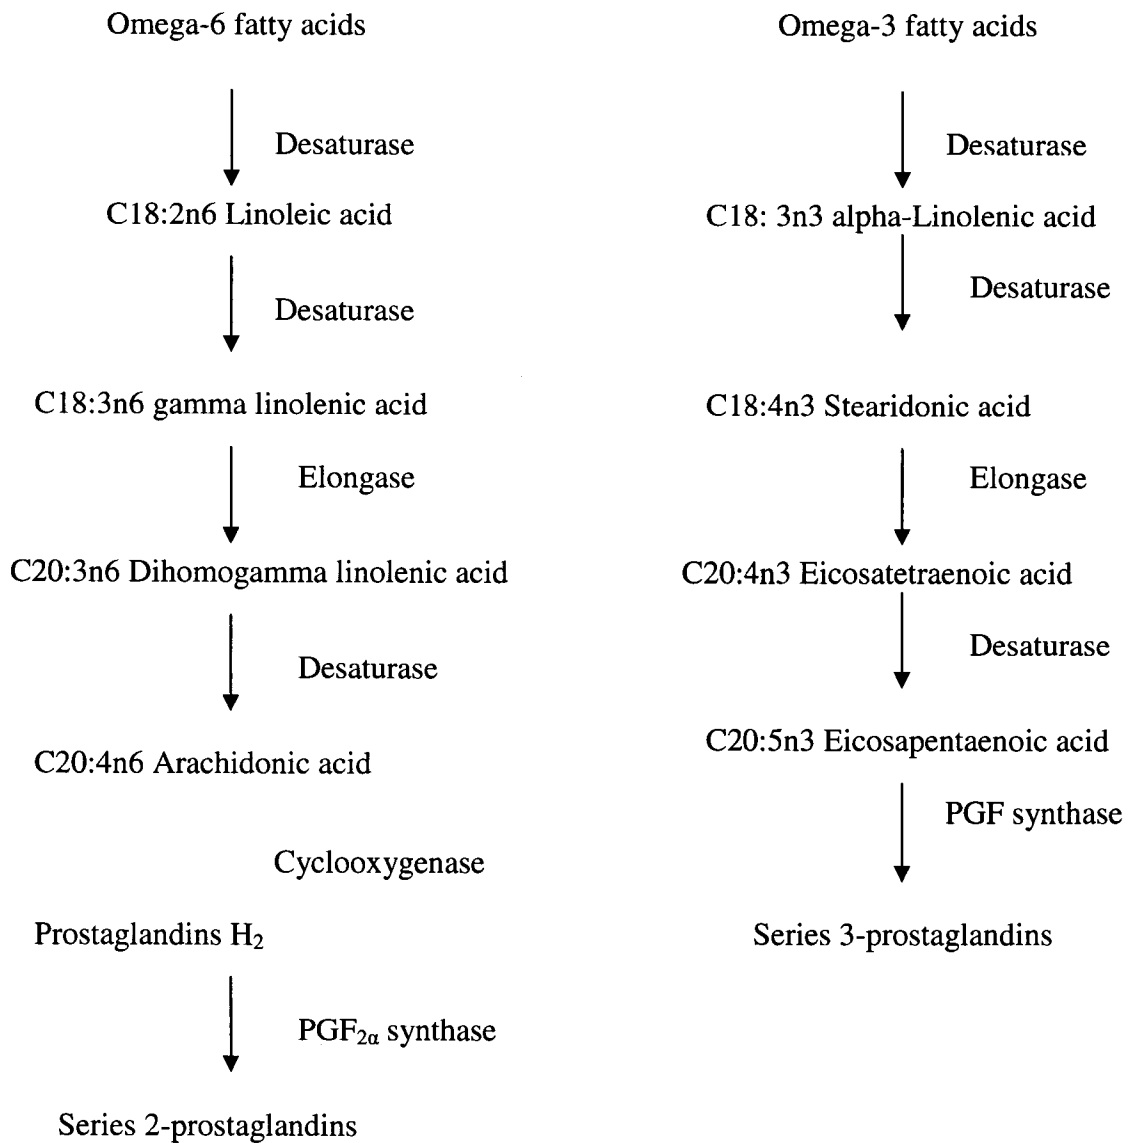 Omega-6 fatty acids
Desaturase
C18:2n6 Linoleic acid
Desaturase
C18:3n6 gamma linolenic acid
Elongase
C20:3n6 Dihomogamma linolenic acid
Desaturase
C20:4n6 Arachidonic acid
Cyclooxygenase
Prostaglandins H₂
PGF₂α synthase
Series 2-prostaglandins
Omega-3 fatty acids
Desaturase
C18: 3n3 alpha-Linolenic acid
Desaturase
C18:4n3 Stearidonic acid
Elongase
C20:4n3 Eicosatetraenoic acid
Desaturase
C20:5n3 Eicosapentaenoic acid
PGF synthase
Series 3-prostaglandins